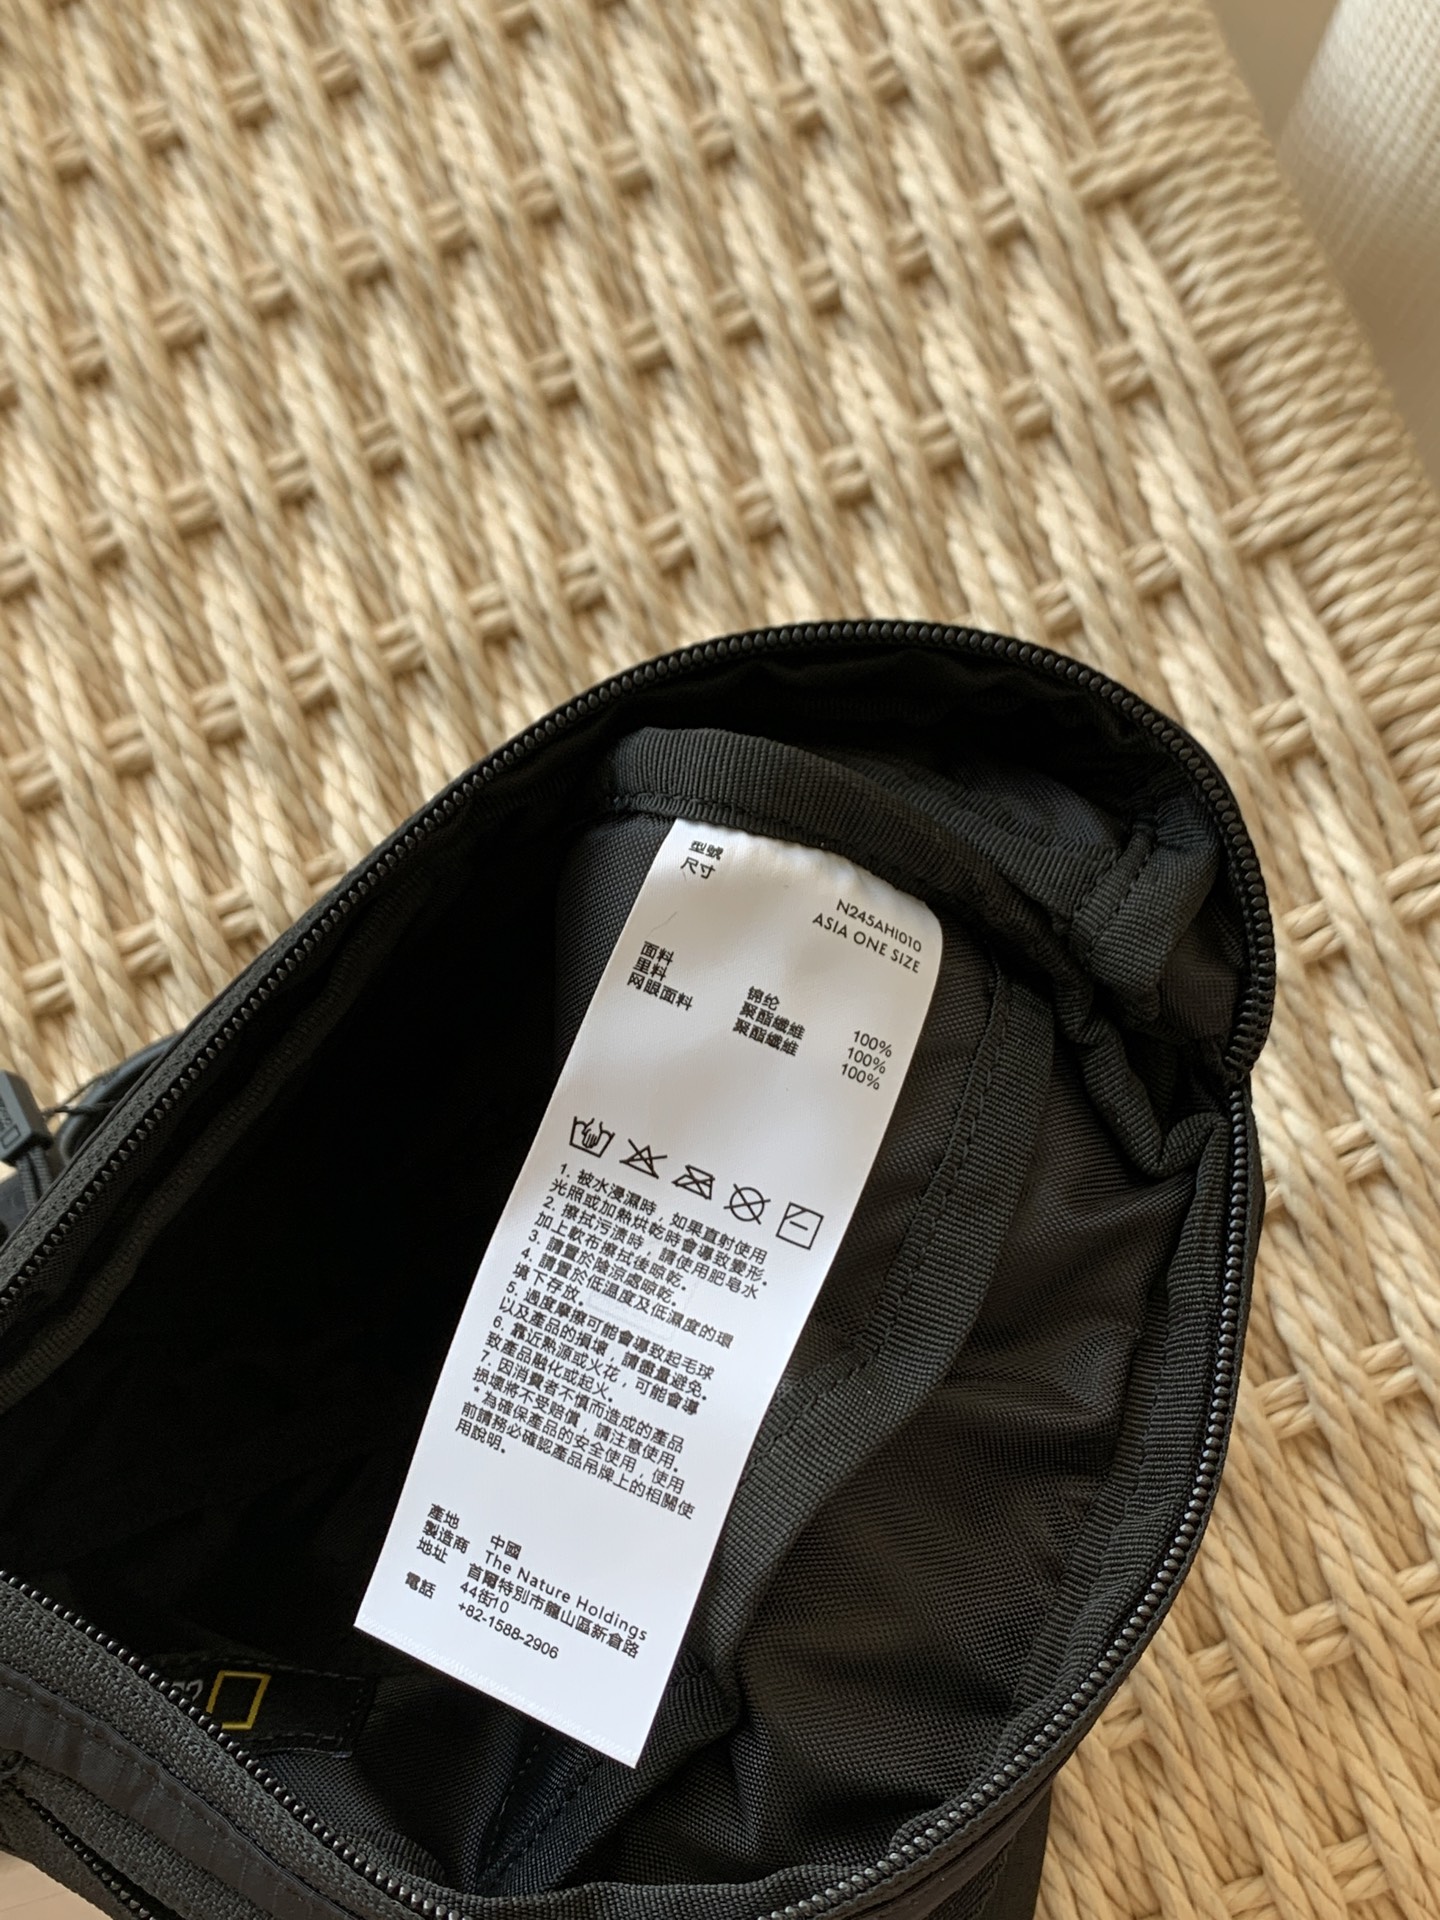 型號 N245AHI010
尺寸 ASIA ONE SIZE
面料 锦纶 100%
里料 聚酯纖維 100%
网眼面料 聚酯纖維 100%
1. 被水浸濕時，如果直射使用
光照或加熱烘乾時會導致變形。
2. 擦拭污漬時，請使用肥皂水
加上軟布擦拭後晾乾。
3. 請置於陰涼處晾乾。
4. 請置於低溫度及低濕度的環
境下存放。
5. 過度摩擦可能會導致起毛球
以及產品的損壞，請盡量避免。
6. 靠近熱源或火花，可能會導
致產品融化或起火。
7. 因消費者不慎而造成的產品
損壞將不受賠償，請注意使用。
*為確保產品的安全使用，使用
前請務必確認產品吊牌上的相關使
用說明。
產地 中國
製造商 The Nature Holdings
地址 首爾特別市龍山區新倉路
44街10
電話 +82-1588-2906